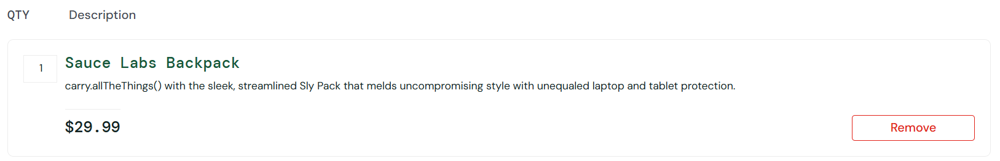 QTY Description
1 Sauce Labs Backpack
carry.allTheThings() with the sleek, streamlined Sly Pack that melds uncompromising style with unequaled laptop and tablet protection.
$29.99 Remove